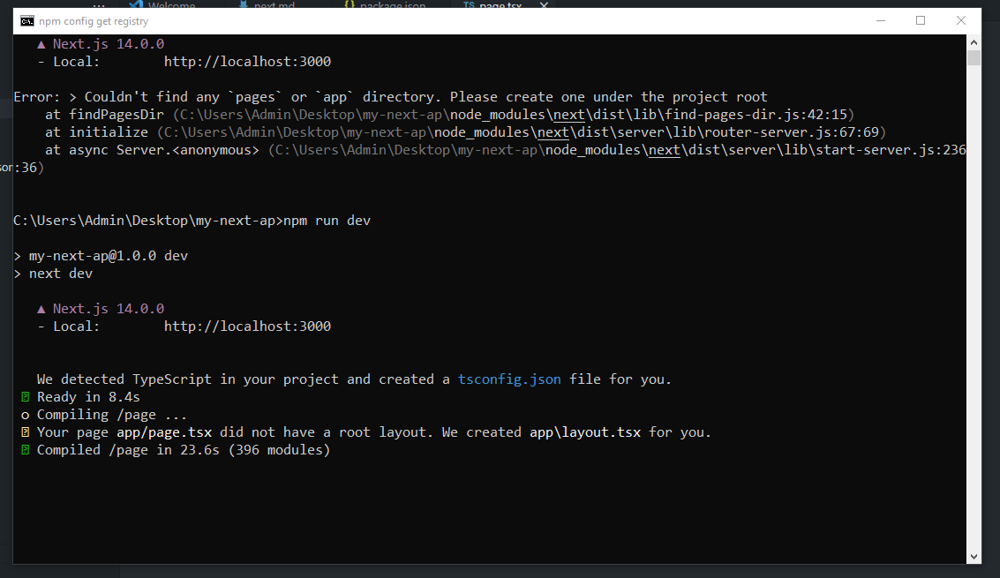 Welcome
next.md
{} package.json
TS page.tsx
npm config get registry
▲ Next.js 14.0.0
- Local: http://localhost:3000
Error: > Couldn't find any `pages` or `app` directory. Please create one under the project root
at findPagesDir (C:\Users\Admin\Desktop\my-next-ap\node_modules\next\dist\lib\find-pages-dir.js:42:15)
at initialize (C:\Users\Admin\Desktop\my-next-ap\node_modules\next\dist\server\lib\router-server.js:67:69)
at async Server.<anonymous> (C:\Users\Admin\Desktop\my-next-ap\node_modules\next\dist\server\lib\start-server.js:236
:36)
C:\Users\Admin\Desktop\my-next-ap>npm run dev
> my-next-ap@1.0.0 dev
> next dev
▲ Next.js 14.0.0
- Local: http://localhost:3000
We detected TypeScript in your project and created a tsconfig.json file for you.
Ready in 8.4s
o Compiling /page ...
Your page app/page.tsx did not have a root layout. We created app\layout.tsx for you.
Compiled /page in 23.6s (396 modules)